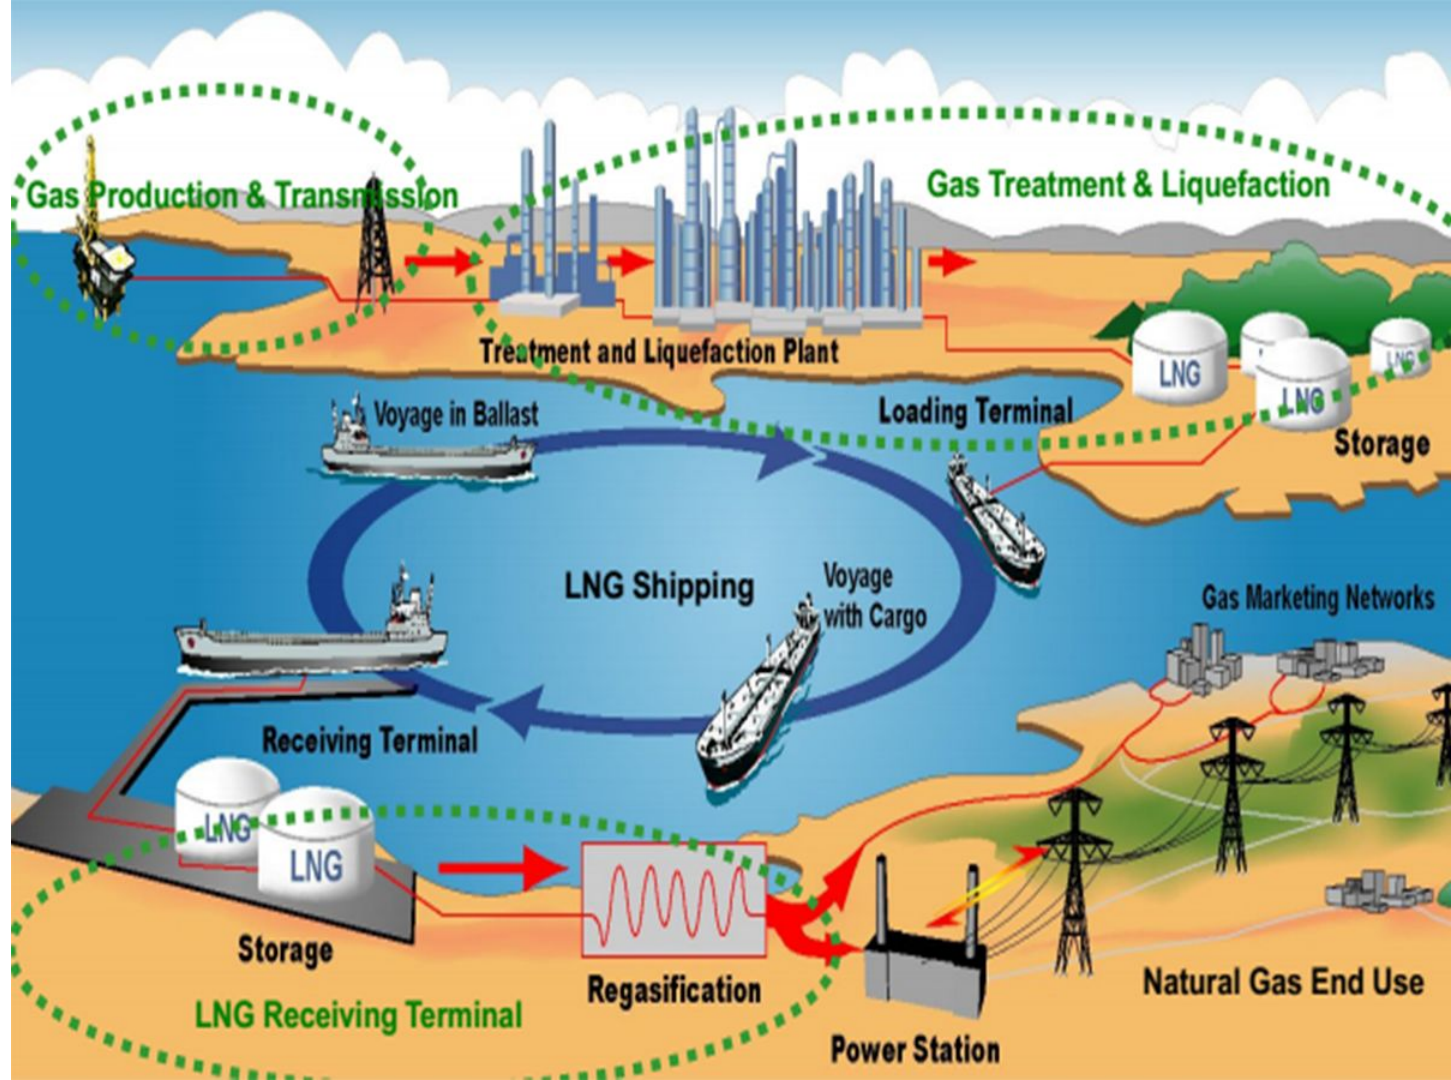 Gas Production & Transmission
Gas Treatment & Liquefaction
Treatment and Liquefaction Plant
LNG
LNG
LNG
Storage
Loading Terminal
Voyage in Ballast
LNG Shipping
Voyage
with Cargo
Gas Marketing Networks
Receiving Terminal
LNG
LNG
Storage
Regasification
LNG Receiving Terminal
Power Station
Natural Gas End Use